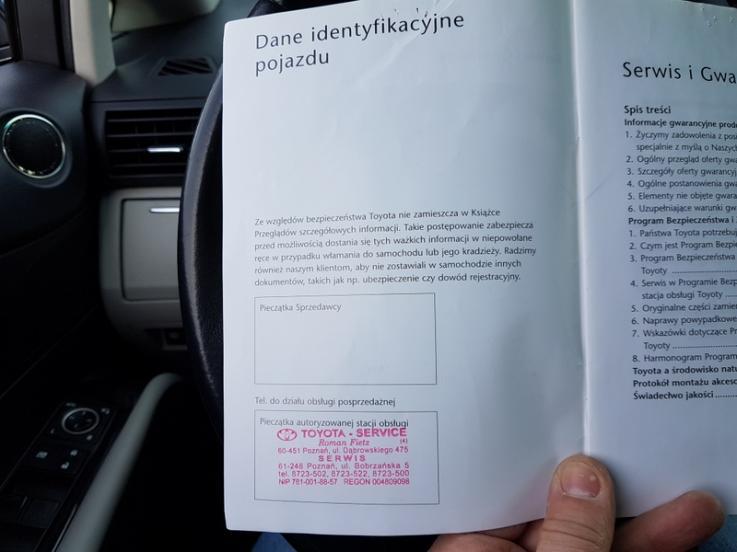 Dane identyfikacyjne
pojazdu
Ze względów bezpieczeństwa Toyota nie zamieszcza w Książce
Przeglądów szczegółowych informacji. Takie postępowanie zabezpiecza
przed możliwością dostania się tych ważkich informacji w niepowołane
ręce w przypadku włamania do samochodu lub jego kradzieży. Radzimy
również naszym klientom, aby nie zostawiali w samochodzie innych
dokumentów, takich jak np. ubezpieczenie czy dowód rejestracyjny.
Pieczątka Sprzedawcy
Tel. do działu obsługi posprzedażnej
Pieczątka autoryzowanej stacji obsługi
TOYOTA - SERVICE
Roman Fietz (4)
60-451 Poznań, ul. Dąbrowskiego 475
SERWIS
61-246 Poznań, ul. Bobrzańska 5
tel. 8723-502, 8723-522, 8723-500
NIP 781-001-88-57 REGON 004809098
Serwis i Gwa
Spis treści
Informacje gwarancyjne prod
1. Życzymy zadowolenia z pos
specjalnie z myślą o Naszych
2. Ogólny przegląd oferty gwa
3. Szczegóły oferty gwarancyj
4. Ogólne postanowienia gwa
5. Elementy nie objęte gwara
6. Uzupełniające warunki gw
Program Bezpieczeństwa i
1. Państwa Toyota potrzebuj
2. Czym jest Program Bezpie
3. Program Bezpieczeństwa
Toyoty
4. Serwis w Programie Bezp
stacja obsługi Toyoty
5. Oryginalne części zamie
6. Naprawy powypadkowe
7. Wskazówki dotyczące Pr
Toyoty
8. Harmonogram Program
Toyota a środowisko natu
Protokół montażu akceso
Świadectwo jakości